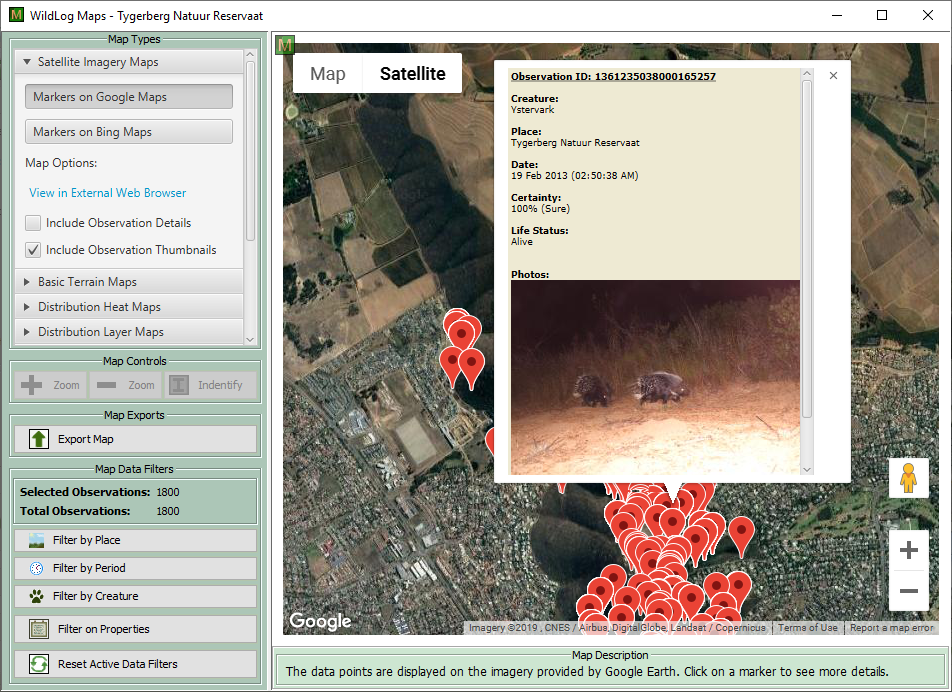 WildLog Maps - Tygerberg Natuur Reservaat
Map Types
Satellite Imagery Maps
Markers on Google Maps
Markers on Bing Maps
Map Options:
View in External Web Browser
Include Observation Details
Include Observation Thumbnails
Basic Terrain Maps
Distribution Heat Maps
Distribution Layer Maps
Map Controls
Zoom
Zoom
Indentify
Map Exports
Export Map
Map Data Filters
Selected Observations: 1800
Total Observations: 1800
Filter by Place
Filter by Period
Filter by Creature
Filter on Properties
Reset Active Data Filters
M
Map Satellite
Observation ID: 1361235038000165257
Creature:
Ystervark
Place:
Tygerberg Natuur Reservaat
Date:
19 Feb 2013 (02:50:38 AM)
Certainty:
100% (Sure)
Life Status:
Alive
Photos:
Google
Imagery ©2019 , CNES / Airbus, DigitalGlobe, Landsat / Copernicus Terms of Use Report a map error
Map Description
The data points are displayed on the imagery provided by Google Earth. Click on a marker to see more details.